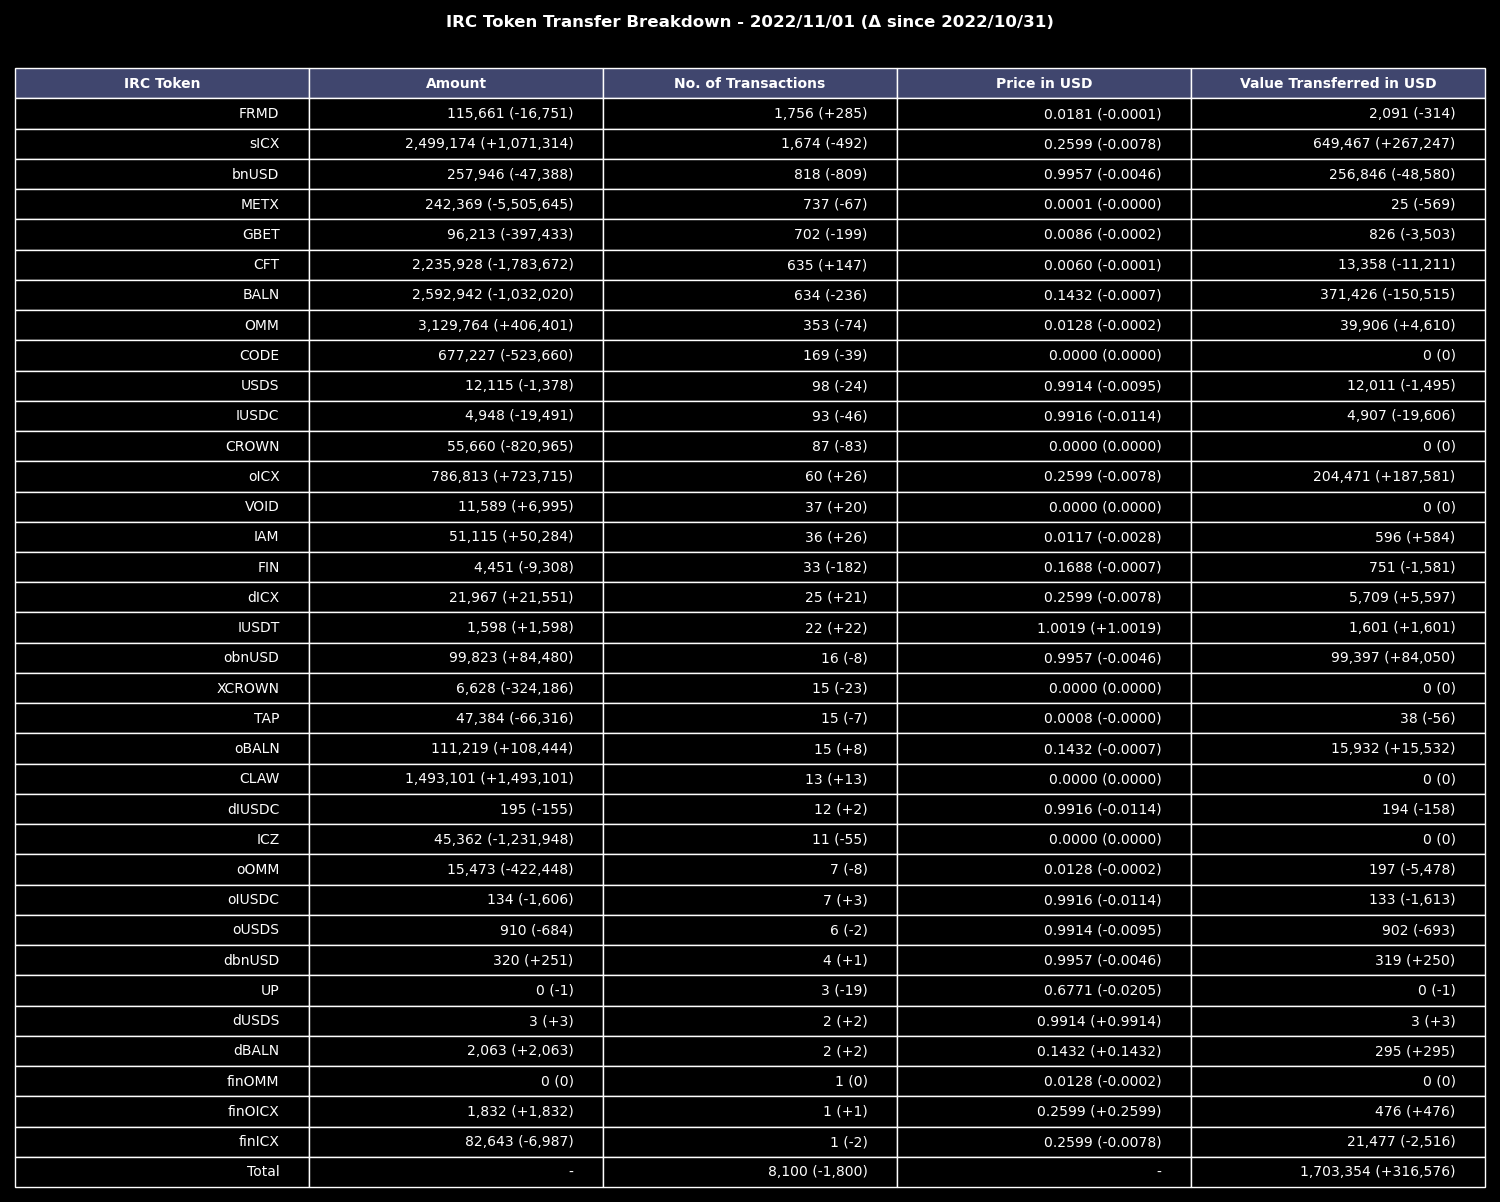 IRC Token Transfer Breakdown - 2022/11/01 (Δ since 2022/10/31)
IRC Token Amount No. of Transactions Price in USD Value Transferred in USD
FRMD 115,661 (-16,751) 1,756 (+285) 0.0181 (-0.0001) 2,091 (-314)
sICX 2,499,174 (+1,071,314) 1,674 (-492) 0.2599 (-0.0078) 649,467 (+267,247)
bnUSD 257,946 (-47,388) 818 (-809) 0.9957 (-0.0046) 256,846 (-48,580)
METX 242,369 (-5,505,645) 737 (-67) 0.0001 (-0.0000) 25 (-569)
GBET 96,213 (-397,433) 702 (-199) 0.0086 (-0.0002) 826 (-3,503)
CFT 2,235,928 (-1,783,672) 635 (+147) 0.0060 (-0.0001) 13,358 (-11,211)
BALN 2,592,942 (-1,032,020) 634 (-236) 0.1432 (-0.0007) 371,426 (-150,515)
OMM 3,129,764 (+406,401) 353 (-74) 0.0128 (-0.0002) 39,906 (+4,610)
CODE 677,227 (-523,660) 169 (-39) 0.0000 (0.0000) 0 (0)
USDS 12,115 (-1,378) 98 (-24) 0.9914 (-0.0095) 12,011 (-1,495)
IUSDC 4,948 (-19,491) 93 (-46) 0.9916 (-0.0114) 4,907 (-19,606)
CROWN 55,660 (-820,965) 87 (-83) 0.0000 (0.0000) 0 (0)
oICX 786,813 (+723,715) 60 (+26) 0.2599 (-0.0078) 204,471 (+187,581)
VOID 11,589 (+6,995) 37 (+20) 0.0000 (0.0000) 0 (0)
IAM 51,115 (+50,284) 36 (+26) 0.0117 (-0.0028) 596 (+584)
FIN 4,451 (-9,308) 33 (-182) 0.1688 (-0.0007) 751 (-1,581)
dICX 21,967 (+21,551) 25 (+21) 0.2599 (-0.0078) 5,709 (+5,597)
IUSDT 1,598 (+1,598) 22 (+22) 1.0019 (+1.0019) 1,601 (+1,601)
obnUSD 99,823 (+84,480) 16 (-8) 0.9957 (-0.0046) 99,397 (+84,050)
XCROWN 6,628 (-324,186) 15 (-23) 0.0000 (0.0000) 0 (0)
TAP 47,384 (-66,316) 15 (-7) 0.0008 (-0.0000) 38 (-56)
oBALN 111,219 (+108,444) 15 (+8) 0.1432 (-0.0007) 15,932 (+15,532)
CLAW 1,493,101 (+1,493,101) 13 (+13) 0.0000 (0.0000) 0 (0)
dIUSDC 195 (-155) 12 (+2) 0.9916 (-0.0114) 194 (-158)
ICZ 45,362 (-1,231,948) 11 (-55) 0.0000 (0.0000) 0 (0)
oOMM 15,473 (-422,448) 7 (-8) 0.0128 (-0.0002) 197 (-5,478)
oIUSDC 134 (-1,606) 7 (+3) 0.9916 (-0.0114) 133 (-1,613)
oUSDS 910 (-684) 6 (-2) 0.9914 (-0.0095) 902 (-693)
dbnUSD 320 (+251) 4 (+1) 0.9957 (-0.0046) 319 (+250)
UP 0 (-1) 3 (-19) 0.6771 (-0.0205) 0 (-1)
dUSDS 3 (+3) 2 (+2) 0.9914 (+0.9914) 3 (+3)
dBALN 2,063 (+2,063) 2 (+2) 0.1432 (+0.1432) 295 (+295)
finOMM 0 (0) 1 (0) 0.0128 (-0.0002) 0 (0)
finOICX 1,832 (+1,832) 1 (+1) 0.2599 (+0.2599) 476 (+476)
finICX 82,643 (-6,987) 1 (-2) 0.2599 (-0.0078) 21,477 (-2,516)
Total - 8,100 (-1,800) - 1,703,354 (+316,576)